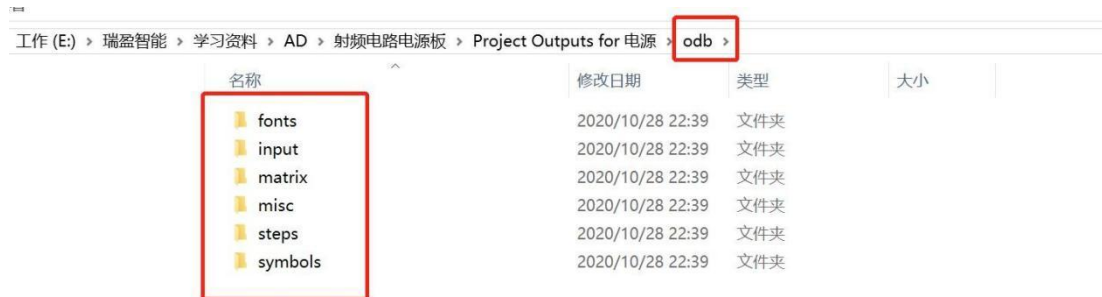 工作 (E:) › 瑞盈智能 › 学习资料 › AD › 射频电路电源板 › Project Outputs for 电源 › odb ›
名称 修改日期 类型 大小
fonts 2020/10/28 22:39 文件夹
input 2020/10/28 22:39 文件夹
matrix 2020/10/28 22:39 文件夹
misc 2020/10/28 22:39 文件夹
steps 2020/10/28 22:39 文件夹
symbols 2020/10/28 22:39 文件夹